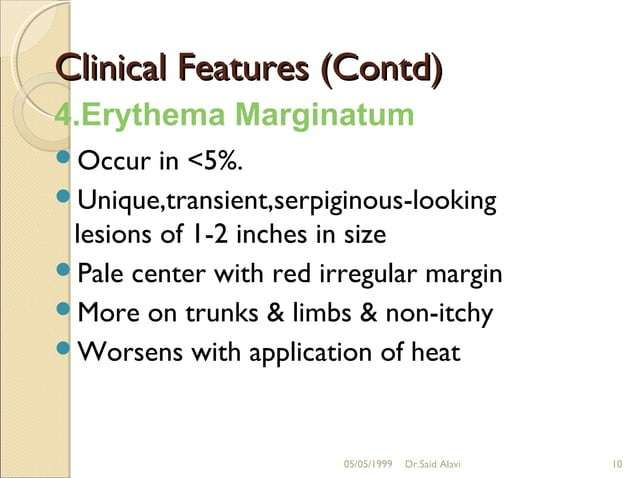 Clinical Features (Contd)
4.Erythema Marginatum
Occur in <5%.
Unique,transient,serpiginous-looking
lesions of 1-2 inches in size
Pale center with red irregular margin
More on trunks & limbs & non-itchy
Worsens with application of heat
05/05/1999 Dr.Said Alavi 10